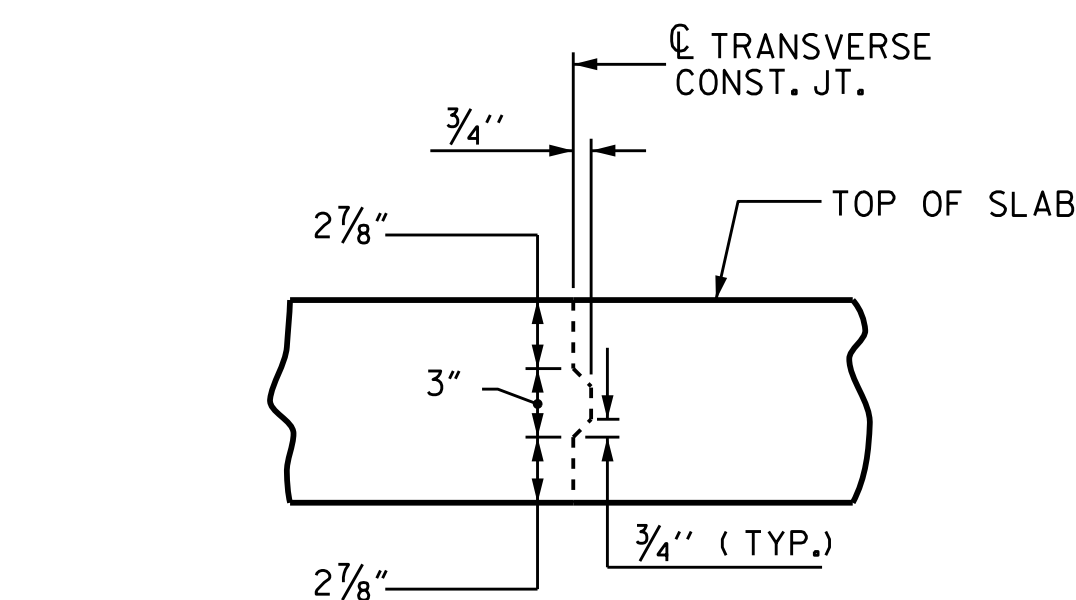 ℄ TRANSVERSE
CONST. JT.
3/4''
TOP OF SLAB
2 7/8"
3"
3/4'' ( TYP.)
2 7/8"